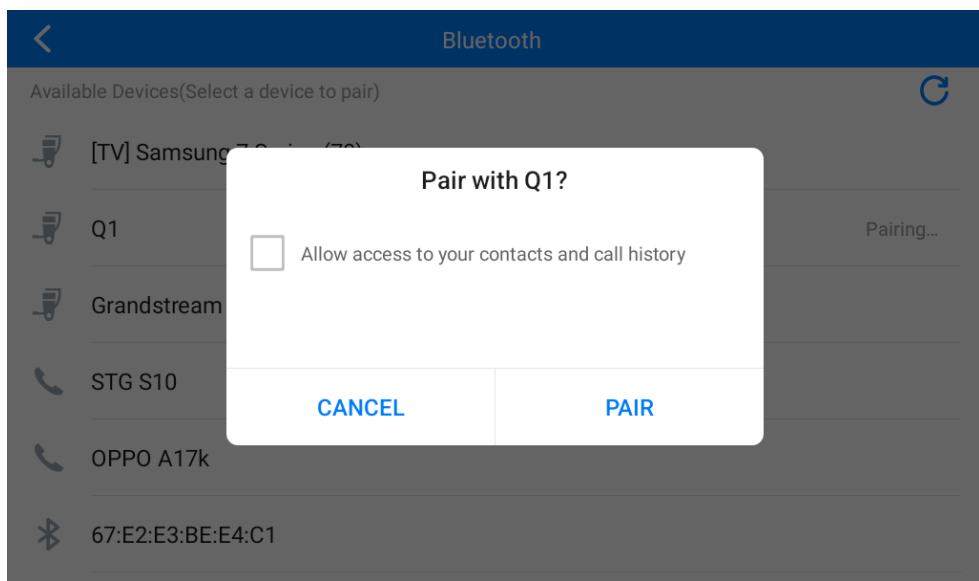 Bluetooth
Available Devices(Select a device to pair)
[TV] Samsung
Pair with Q1?
Q1
Pairing...
Allow access to your contacts and call history
Grandstream
STG S10
CANCEL
PAIR
OPPO A17k
67:E2:E3:BE:E4:C1